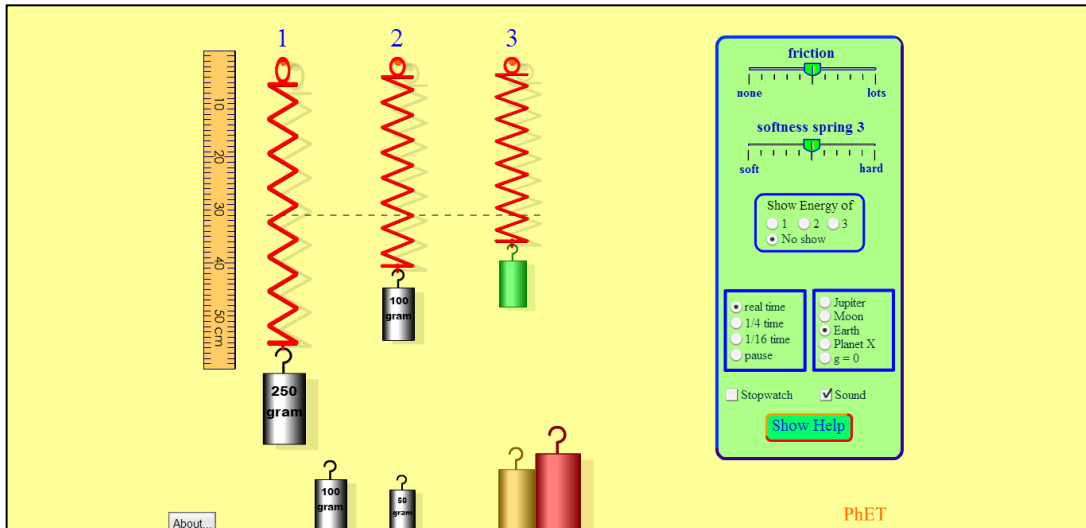 1 2 3
10
20
30
40
50 cm
250
gram
100
gram
100
gram
50
gram
friction
none lots
softness spring 3
soft hard
Show Energy of
1 2 3
No show
real time
1/4 time
1/16 time
pause
Jupiter
Moon
Earth
Planet X
g = 0
Stopwatch Sound
Show Help
About...
PhET